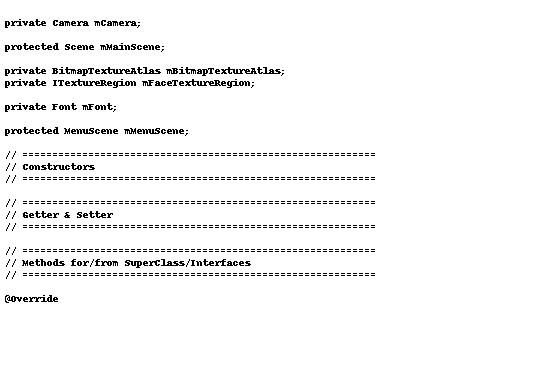 private Camera mCamera;
protected Scene mMainScene;
private BitmapTextureAtlas mBitmapTextureAtlas;
private ITextureRegion mFaceTextureRegion;
private Font mFont;
protected MenuScene mMenuScene;
// ===========================================================
// Constructors
// ===========================================================
// ===========================================================
// Getter & Setter
// ===========================================================
// ===========================================================
// Methods for/from SuperClass/Interfaces
// ===========================================================
@Override